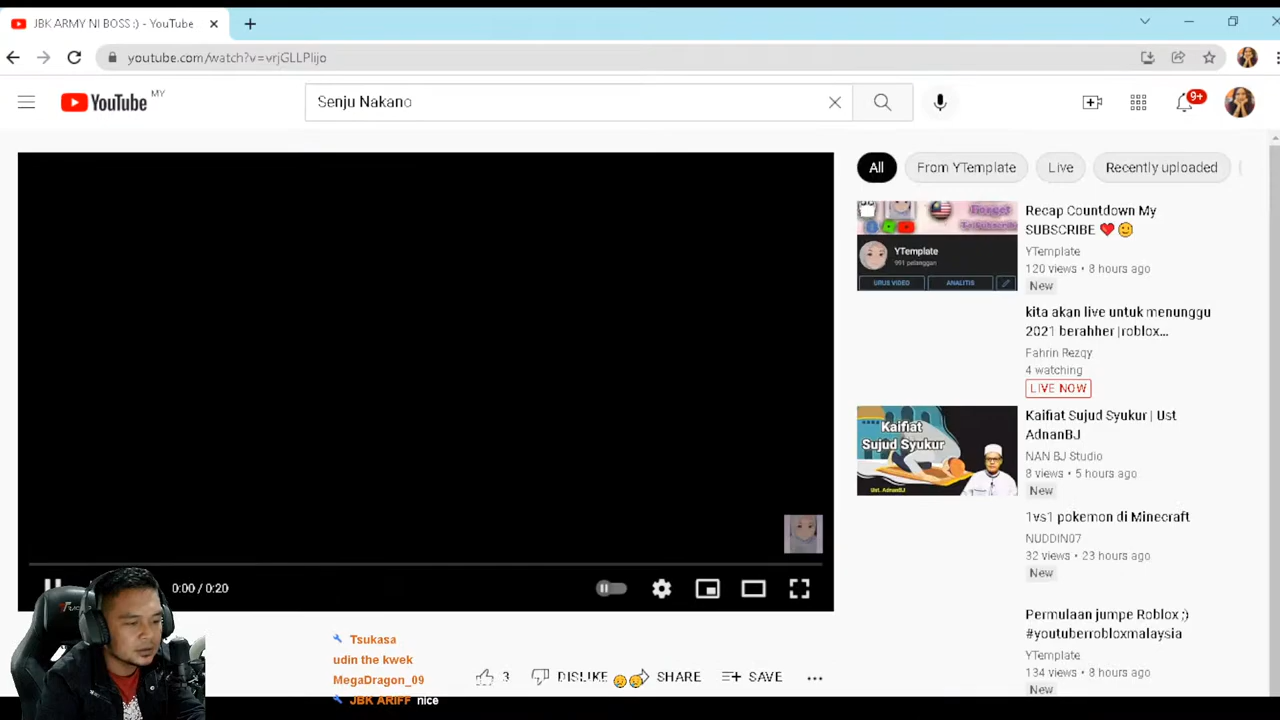 JBK ARMY NI BOSS :) - YouTube
youtube.com/watch?v=vrjGLLPlijo
YouTube MY
Senju Nakano
9+
All
From YTemplate
Live
Recently uploaded
YTemplate
991 pelanggan
URUS VIDEO
ANALITIS
Recap Countdown My
SUBSCRIBE ❤️ 🙂
YTemplate
120 views • 8 hours ago
New
kita akan live untuk menunggu
2021 berahher |roblox...
Fahrin Rezqy
4 watching
LIVE NOW
Kaifiat
Sujud Syukur
Ust. AdnanBJ
Kaifiat Sujud Syukur | Ust
AdnanBJ
NAN BJ Studio
8 views • 5 hours ago
New
1vs1 pokemon di Minecraft
NUDDIN07
32 views • 23 hours ago
New
Permulaan jumpe Roblox ;)
#youtuberrobloxmalaysia
YTemplate
134 views • 8 hours ago
New
0:00 / 0:20
3
DISLIKE
SHARE
SAVE
Tsukasa
udin the kwek
MegaDragon_09
JBK ARIFF nice